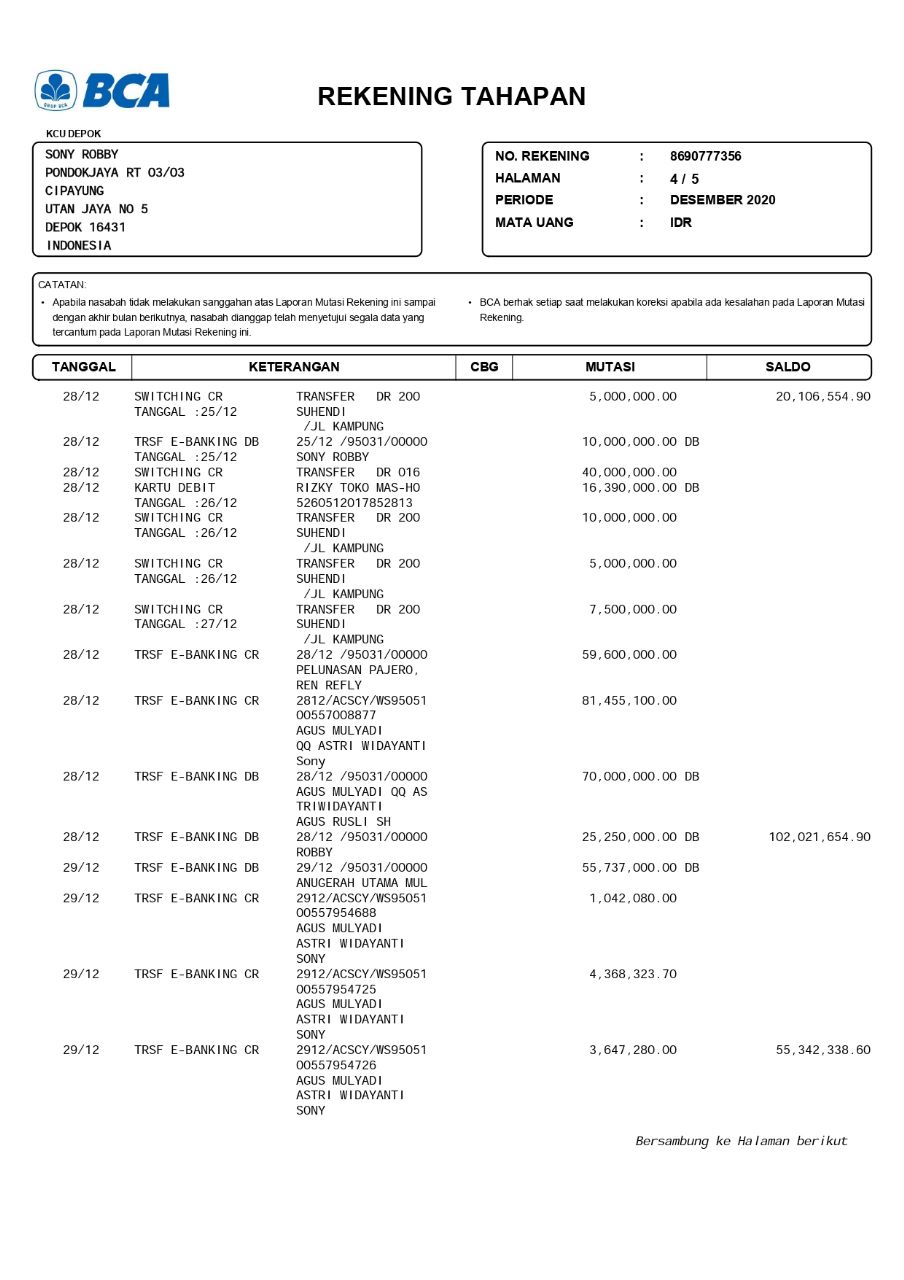 BCA
REKENING TAHAPAN
KCU DEPOK
SONY ROBBY
PONDOKJAYA RT 03/03
CIPAYUNG
UTAN JAYA NO 5
DEPOK 16431
INDONESIA
NO. REKENING : 8690777356
HALAMAN : 4 / 5
PERIODE : DESEMBER 2020
MATA UANG : IDR
CATATAN:
• Apabila nasabah tidak melakukan sanggahan atas Laporan Mutasi Rekening ini sampai
dengan akhir bulan berikutnya, nasabah dianggap telah menyetujui segala data yang
tercantum pada Laporan Mutasi Rekening ini.
• BCA berhak setiap saat melakukan koreksi apabila ada kesalahan pada Laporan Mutasi
Rekening.
TANGGAL KETERANGAN CBG MUTASI SALDO
28/12 SWITCHING CR TRANSFER DR 200 5,000,000.00 20,106,554.90
TANGGAL :25/12 SUHENDI
/JL KAMPUNG
28/12 TRSF E-BANKING DB 25/12 /95031/00000 10,000,000.00 DB
TANGGAL :25/12 SONY ROBBY
28/12 SWITCHING CR TRANSFER DR 016 40,000,000.00
28/12 KARTU DEBIT RIZKY TOKO MAS-HO 16,390,000.00 DB
TANGGAL :26/12 5260512017852813
28/12 SWITCHING CR TRANSFER DR 200 10,000,000.00
TANGGAL :26/12 SUHENDI
/JL KAMPUNG
28/12 SWITCHING CR TRANSFER DR 200 5,000,000.00
TANGGAL :26/12 SUHENDI
/JL KAMPUNG
28/12 SWITCHING CR TRANSFER DR 200 7,500,000.00
TANGGAL :27/12 SUHENDI
/JL KAMPUNG
28/12 TRSF E-BANKING CR 28/12 /95031/00000 59,600,000.00
PELUNASAN PAJERO,
REN REFLY
28/12 TRSF E-BANKING CR 2812/ACSCY/WS95051 81,455,100.00
00557008877
AGUS MULYADI
QQ ASTRI WIDAYANTI
Sony
28/12 TRSF E-BANKING DB 28/12 /95031/00000 70,000,000.00 DB
AGUS MULYADI QQ AS
TRIWIDAYANTI
AGUS RUSLI SH
28/12 TRSF E-BANKING DB 28/12 /95031/00000 25,250,000.00 DB 102,021,654.90
ROBBY
29/12 TRSF E-BANKING DB 29/12 /95031/00000 55,737,000.00 DB
ANUGERAH UTAMA MUL
29/12 TRSF E-BANKING CR 2912/ACSCY/WS95051 1,042,080.00
00557954688
AGUS MULYADI
ASTRI WIDAYANTI
SONY
29/12 TRSF E-BANKING CR 2912/ACSCY/WS95051 4,368,323.70
00557954725
AGUS MULYADI
ASTRI WIDAYANTI
SONY
29/12 TRSF E-BANKING CR 2912/ACSCY/WS95051 3,647,280.00 55,342,338.60
00557954726
AGUS MULYADI
ASTRI WIDAYANTI
SONY
Bersambung ke Halaman berikut